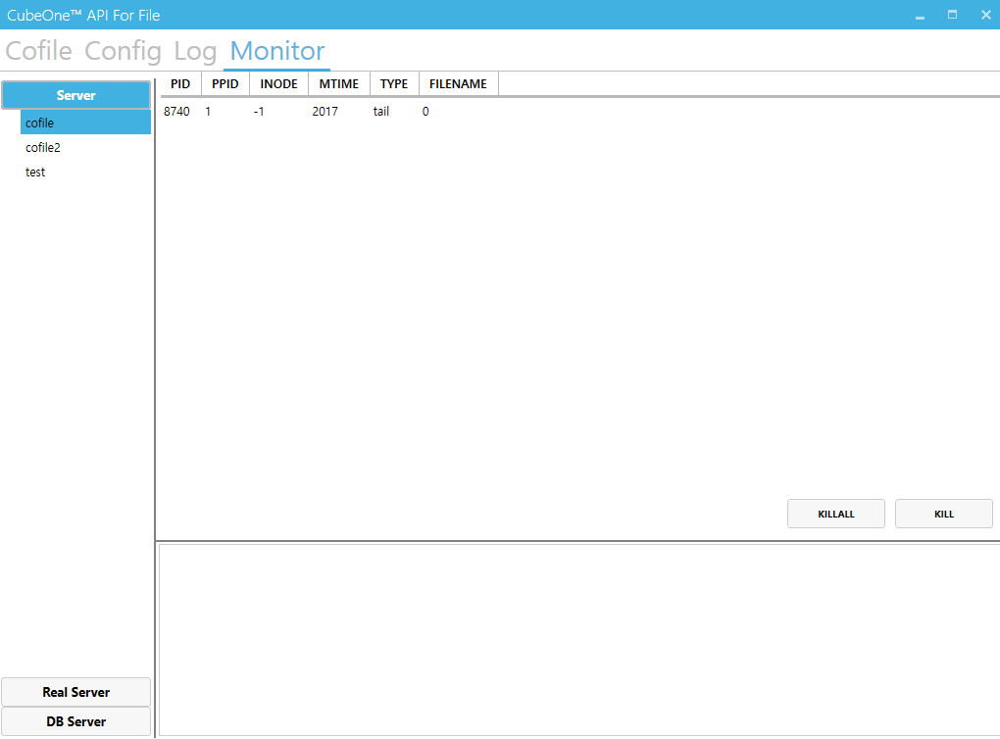 CubeOne™ API For File
Cofile Config Log Monitor
Server
cofile
cofile2
test
Real Server
DB Server
PID PPID INODE MTIME TYPE FILENAME
8740 1 -1 2017 tail 0
KILLALL KILL